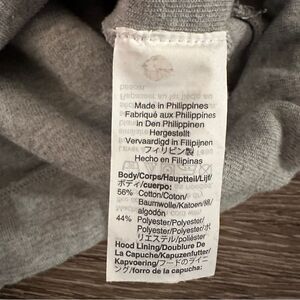 Made in Philippines
Fabriqué aux Philippines
in Den Philippinen
Hergestellt
Vervaardigd in Filipijnen
フィリピン製
Hecho en Filipinas
Body/Corps/Hauptteil/Lijf/
ボディ/cuerpo:
56% Cotton/Coton/
Baumwolle/Katoen/綿/
algodón
44% Polyester/Polyester/
Polyester/Polyester/ポ
リエステル/poliéster
Hood Lining/Doublure De
La Capuche/Kapuzenfutter/
Kapvoering/フードのライニ
ング/forro de la capucha: